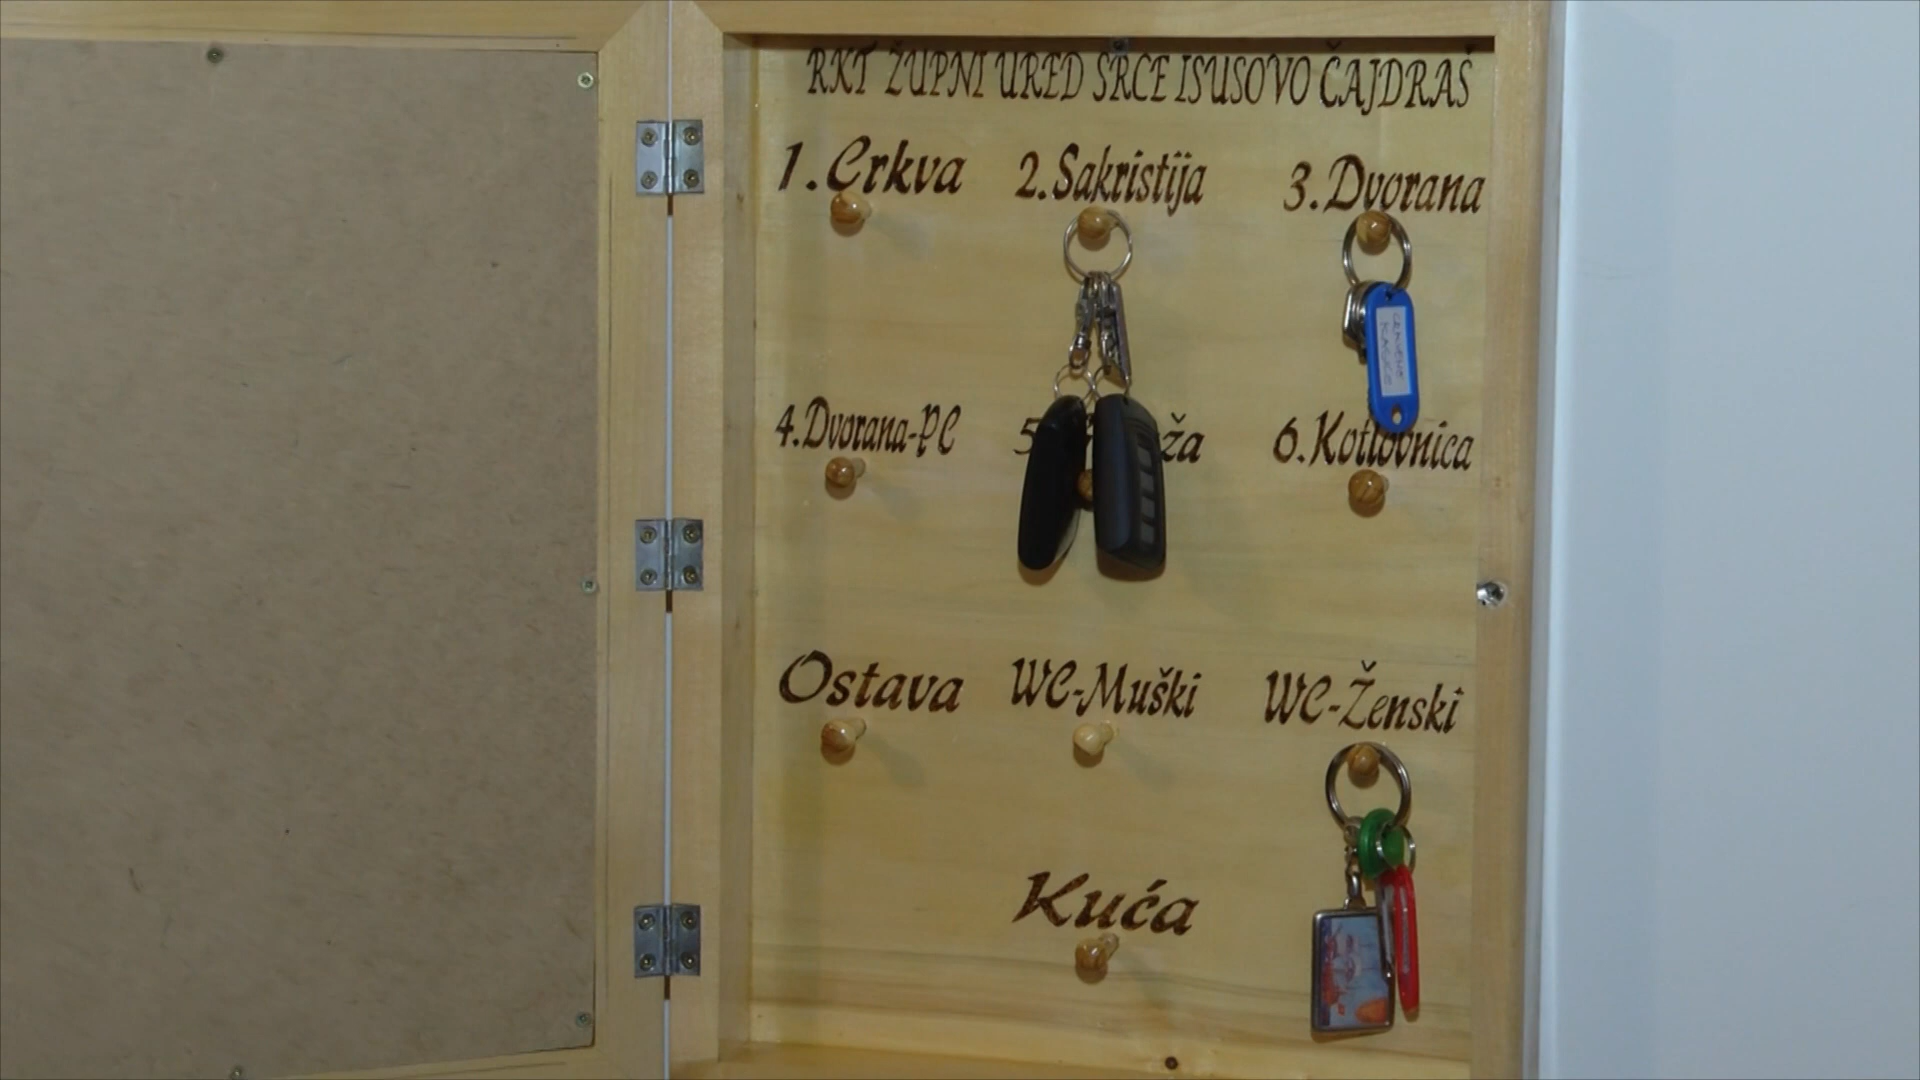 RKT ŽUPNI URED SRCE ISUSOVO ČAJDRAŠ
1.Crkva
2.Sakristija
3.Dvorana
4.Dvorana-PC
6.Kotlovnica
Ostava
WC-Muški
WC-Ženski
Kuća